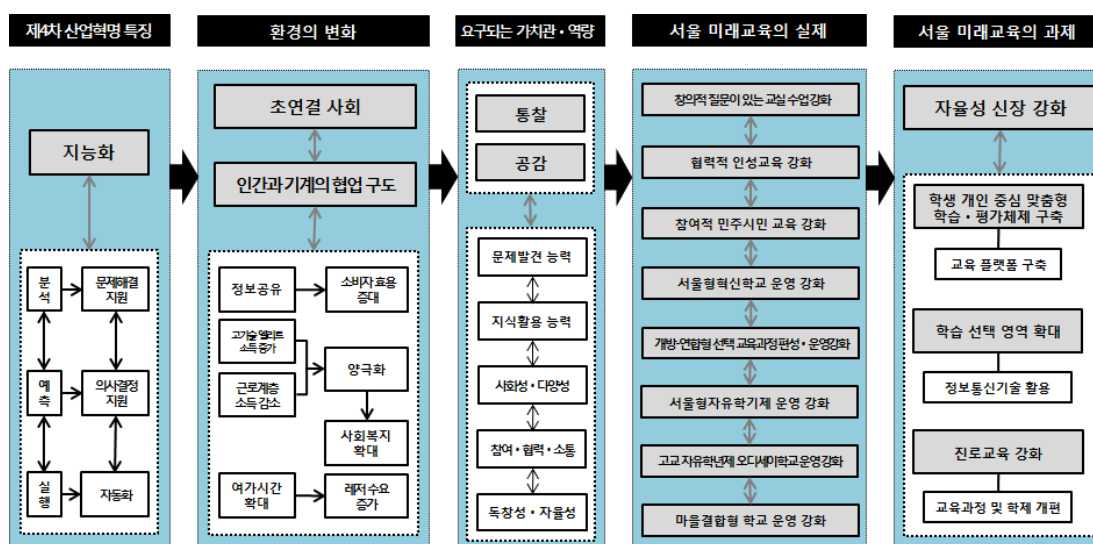 제4차 산업혁명 특징
환경의 변화
요구되는 가치관・역량
서울 미래교육의 실제
서울 미래교육의 과제
지능화
분석
문제해결
지원
예측
의사결정
지원
실행
자동화
초연결 사회
인간과 기계의 협업 구도
정보공유
소비자 효용
증대
고기술 엘리트
소득 증가
근로계층
소득 감소
양극화
사회복지
확대
여가시간
확대
레저 수요
증가
통찰
공감
문제발견 능력
지식활용 능력
사회성・다양성
참여・협력・소통
독창성・자율성
창의적 질문이 있는 교실 수업 강화
협력적 인성교육 강화
참여적 민주시민 교육 강화
서울형혁신학교 운영 강화
개방-연합형 선택 교육과정 편성・운영강화
서울형자유학기제 운영 강화
고교 자유학년제 오디세이학교 운영 강화
마을결합형 학교 운영 강화
자율성 신장 강화
학생 개인 중심 맞춤형
학습・평가체제 구축
교육 플랫폼 구축
학습 선택 영역 확대
정보통신기술 활용
진로교육 강화
교육과정 및 학제 개편